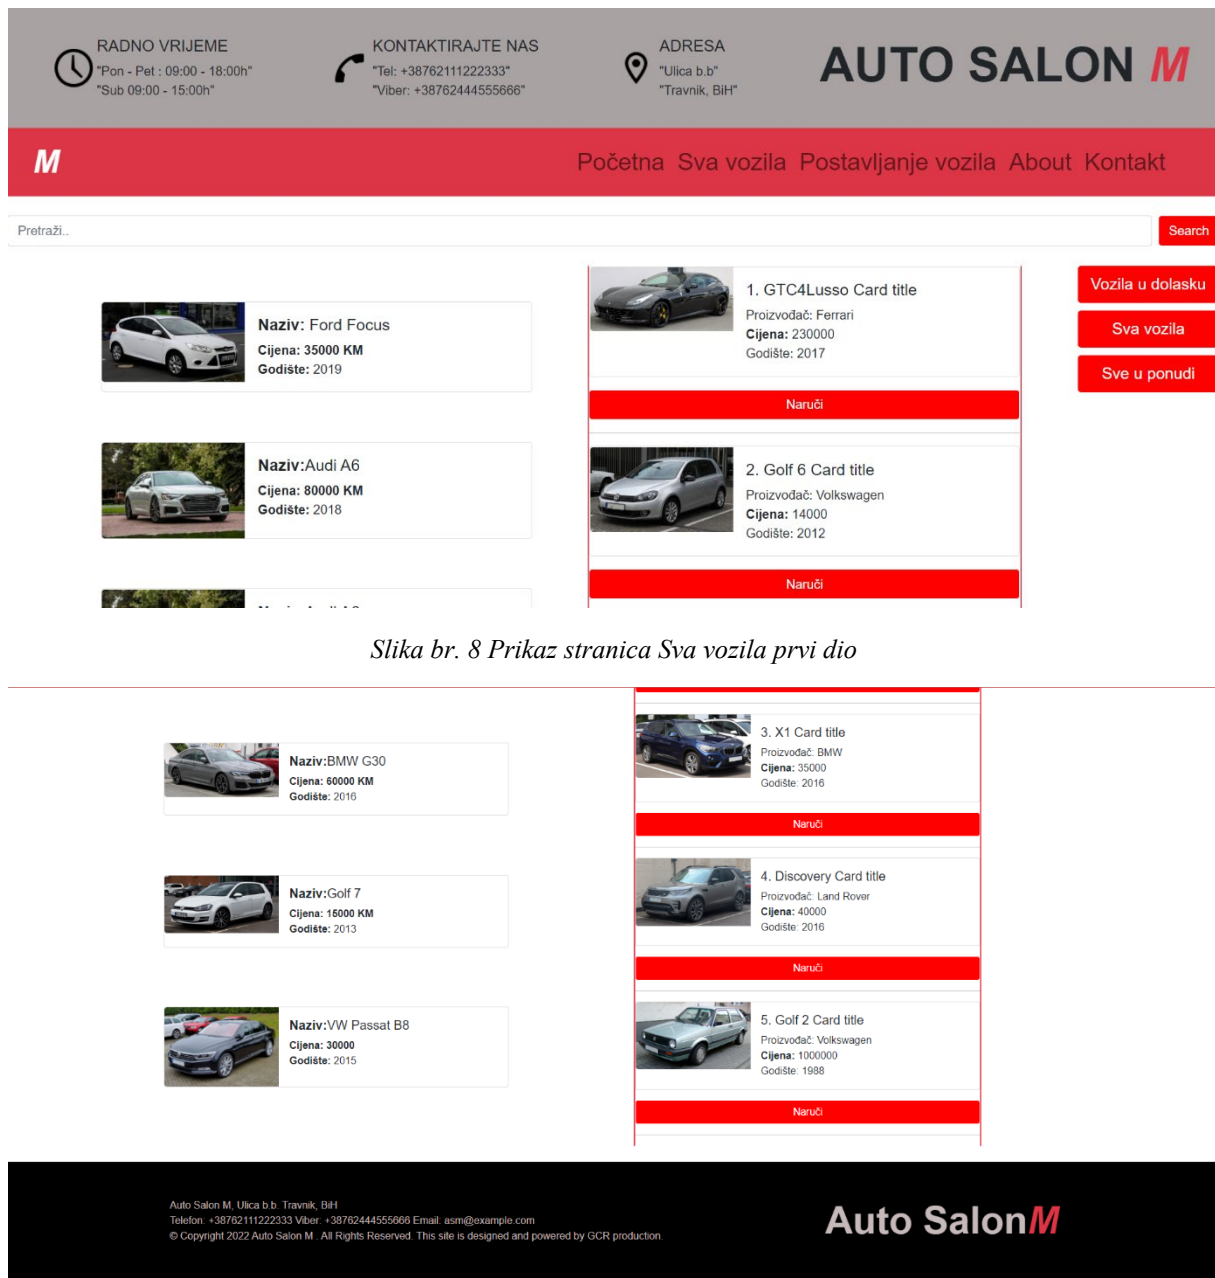 RADNO VRIJEME
"Pon - Pet : 09:00 - 18:00h"
"Sub 09:00 - 15:00h"
KONTAKTIRAJTE NAS
"Tel: +38762111222333"
"Viber: +38762444555666"
ADRESA
"Ulica b.b"
"Travnik, BiH"
AUTO SALON M
M
Početna Sva vozila Postavljanje vozila About Kontakt
Pretraži..
Search
Naziv: Ford Focus
Cijena: 35000 KM
Godište: 2019
Naziv:Audi A6
Cijena: 80000 KM
Godište: 2018
1. GTC4Lusso Card title
Proizvođač: Ferrari
Cijena: 230000
Godište: 2017
Naruči
2. Golf 6 Card title
Proizvođač: Volkswagen
Cijena: 14000
Godište: 2012
Naruči
Vozila u dolasku
Sva vozila
Sve u ponudi
Slika br. 8 Prikaz stranica Sva vozila prvi dio
Naziv:BMW G30
Cijena: 60000 KM
Godište: 2016
Naziv:Golf 7
Cijena: 15000 KM
Godište: 2013
Naziv:VW Passat B8
Cijena: 30000
Godište: 2015
3. X1 Card title
Proizvođač: BMW
Cijena: 35000
Godište: 2016
Naruči
4. Discovery Card title
Proizvođač: Land Rover
Cijena: 40000
Godište: 2016
Naruči
5. Golf 2 Card title
Proizvođač: Volkswagen
Cijena: 1000000
Godište: 1988
Naruči
Auto Salon M, Ulica b.b. Travnik, BiH
Telefon: +38762111222333 Viber: +38762444555666 Email: asm@example.com
© Copyright 2022 Auto Salon M . All Rights Reserved. This site is designed and powered by GCR production.
Auto SalonM